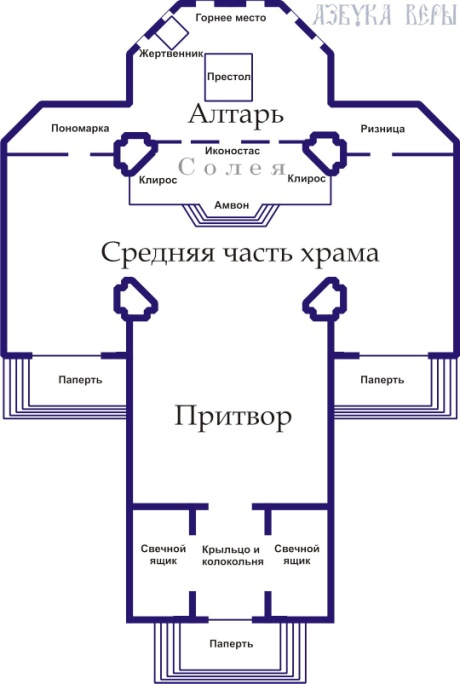 АЗБУКА ВЕРЫ
Горнее место
Жертвенник
Престол
Алтарь
Пономарка
Ризница
Иконостас
Солея
Клирос
Клирос
Амвон
Средняя часть храма
Паперть
Паперть
Притвор
Свечной
ящик
Крыльцо и
колокольня
Свечной
ящик
Паперть